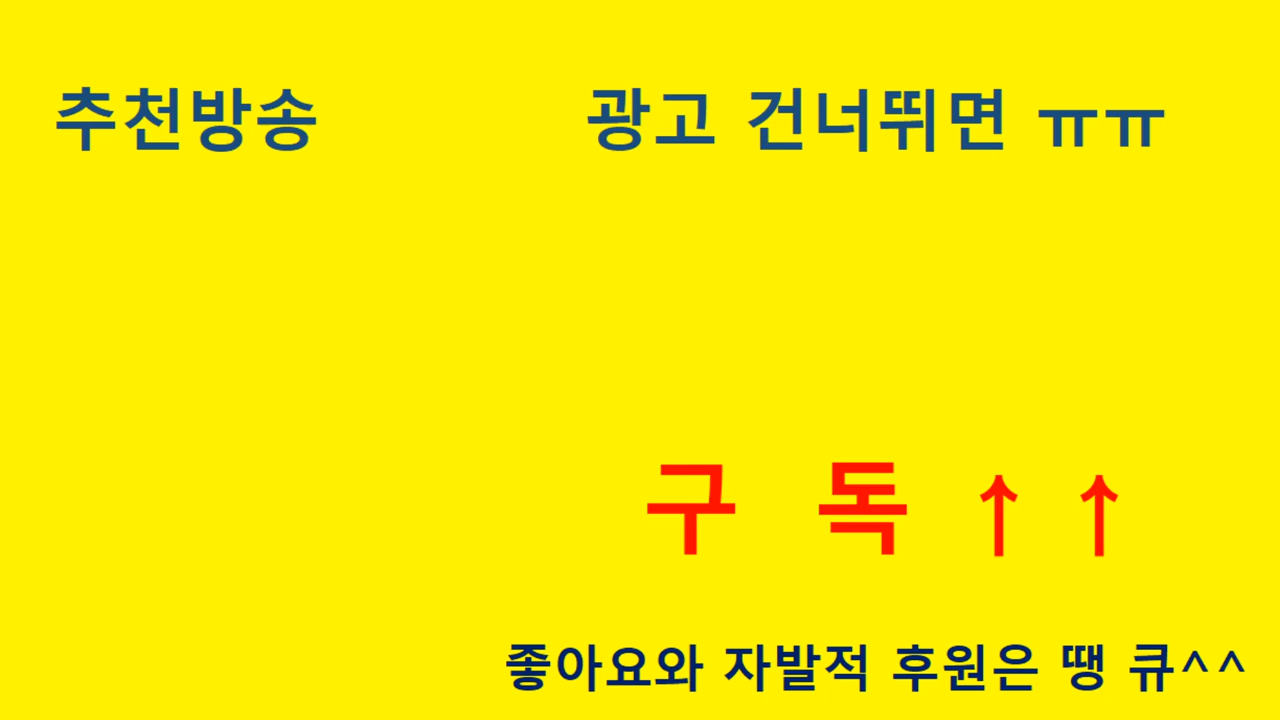 추천방송 광고 건너뛰면 ㅠㅠ
구 독 ↑ ↑
좋아요와 자발적 후원은 땡 큐^^